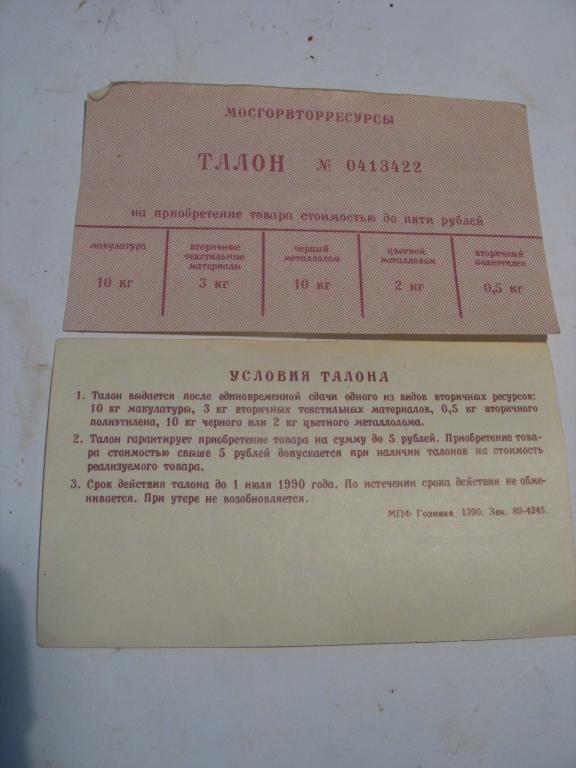 МОСГОРВТОРРЕСУРСЫ
ТАЛОН № 0413422
на приобретение товара стоимостью до пяти рублей
макулатура
10 кг
вторичные
текстильные
материалы
3 кг
черный
металлолом
10 кг
цветной
металлолом
2 кг
вторичный
полиэтилен
0,5 кг
УСЛОВИЯ ТАЛОНА
1. Талон выдается после единовременной сдачи одного из видов вторичных ресурсов:
10 кг макулатуры, 3 кг вторичных текстильных материалов, 0,5 кг вторичного
полиэтилена, 10 кг черного или 2 кг цветного металлолома.
2. Талон гарантирует приобретение товара на сумму до 5 рублей. Приобретение това-
ра стоимостью свыше 5 рублей допускается при наличии талонов на стоимость
реализуемого товара.
3. Срок действия талона до 1 июля 1990 года. По истечении срока действия не обме-
нивается. При утере не возобновляется.
МПФ Гознака. 1990. Зак. 89-4245.